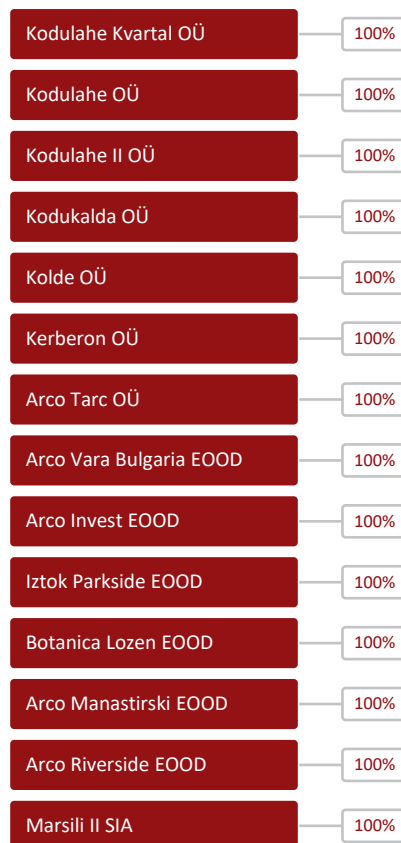 Kodulahe Kvartal OÜ 100%
Kodulahe OÜ 100%
Kodulahe II OÜ 100%
Kodukalda OÜ 100%
Kolde OÜ 100%
Kerberon OÜ 100%
Arco Tarc OÜ 100%
Arco Vara Bulgaria EOOD 100%
Arco Invest EOOD 100%
Iztok Parkside EOOD 100%
Botanica Lozen EOOD 100%
Arco Manastirski EOOD 100%
Arco Riverside EOOD 100%
Marsili II SIA 100%